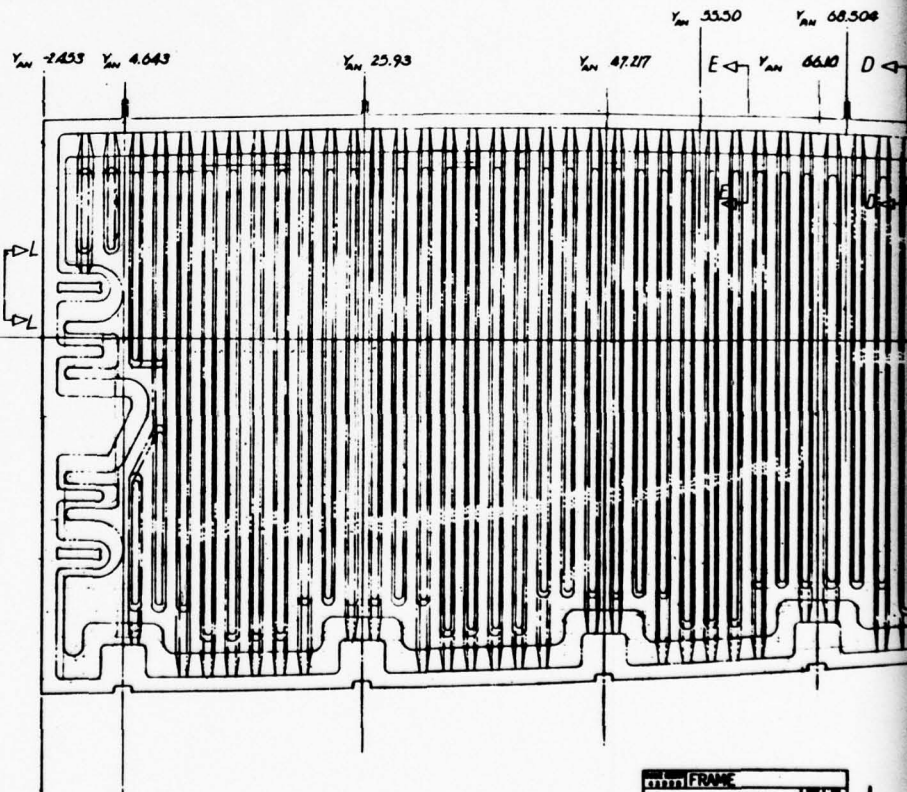 Y_AN 55.50 Y_AN 68.504
Y_AN -2.453 Y_AN 4.643 Y_AN 25.93 Y_AN 47.217 E Y_AN 66.10 D
E D
L
L
FRAME